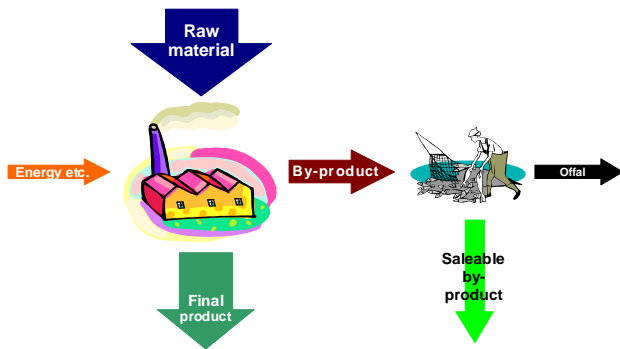 Raw
material
Energy etc.
By-product
Offal
Saleable
by-
product
Final
product